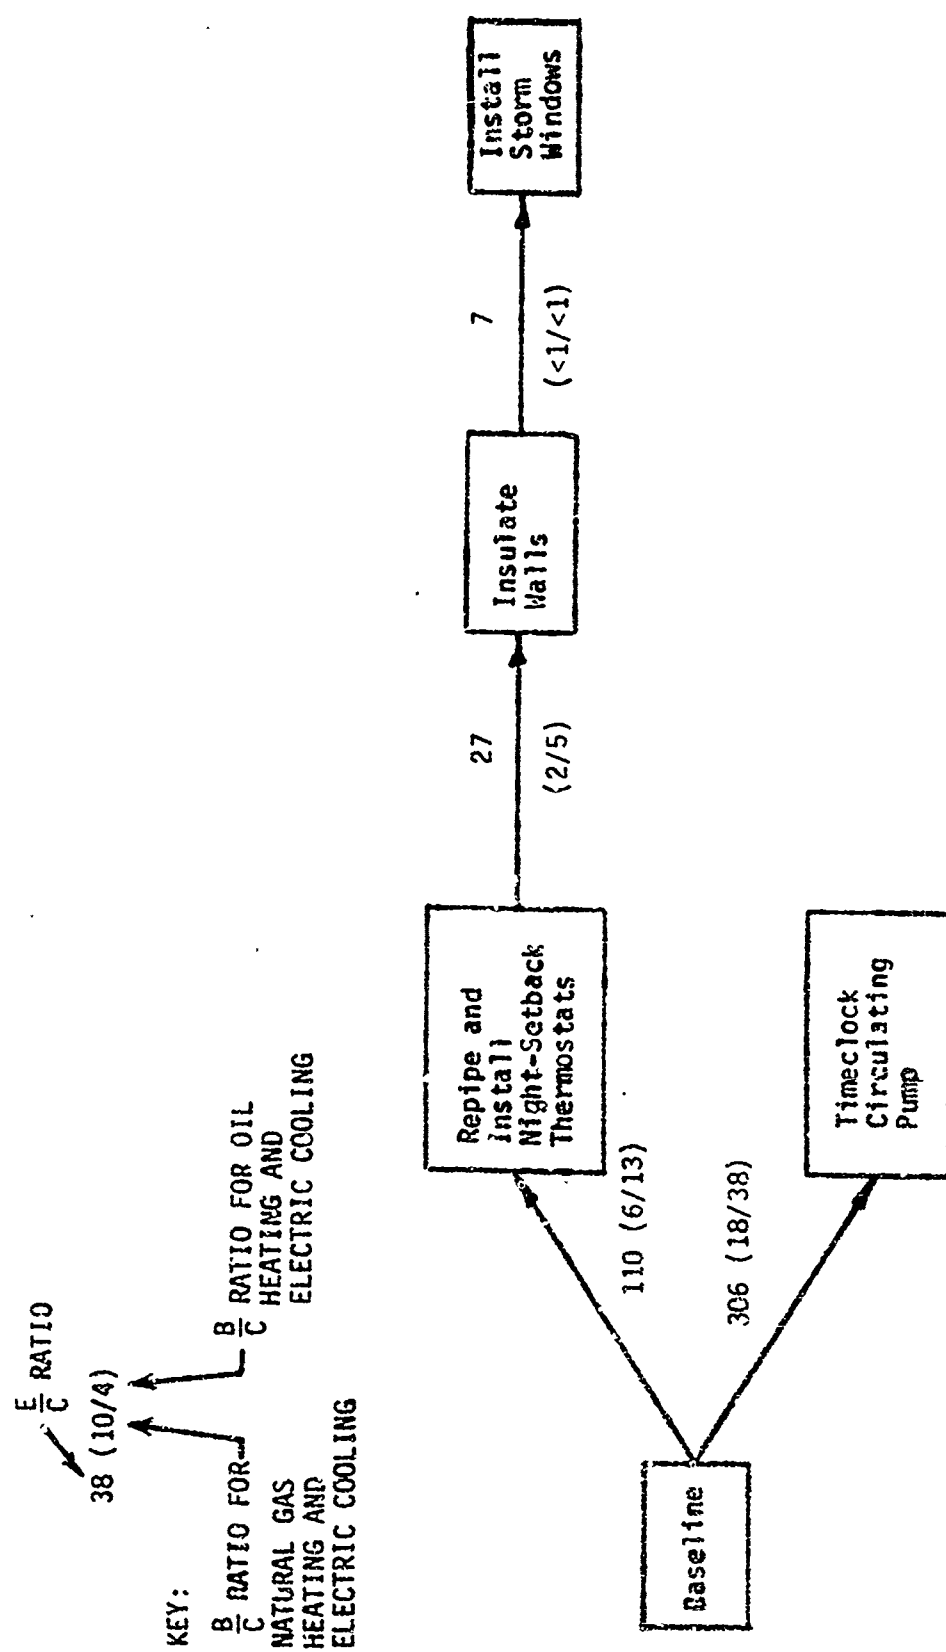 KEY:
E/C RATIO
38 (10/4)
B/C RATIO FOR
NATURAL GAS
HEATING AND
ELECTRIC COOLING
B/C RATIO FOR OIL
HEATING AND
ELECTRIC COOLING
Baseline
110 (6/13)
306 (18/38)
Repipe and
Install
Night-Setback
Thermostats
Timeclock
Circulating
Pump
27
(2/5)
Insulate
Walls
7
(<1/<1)
Install
Storm
Windows